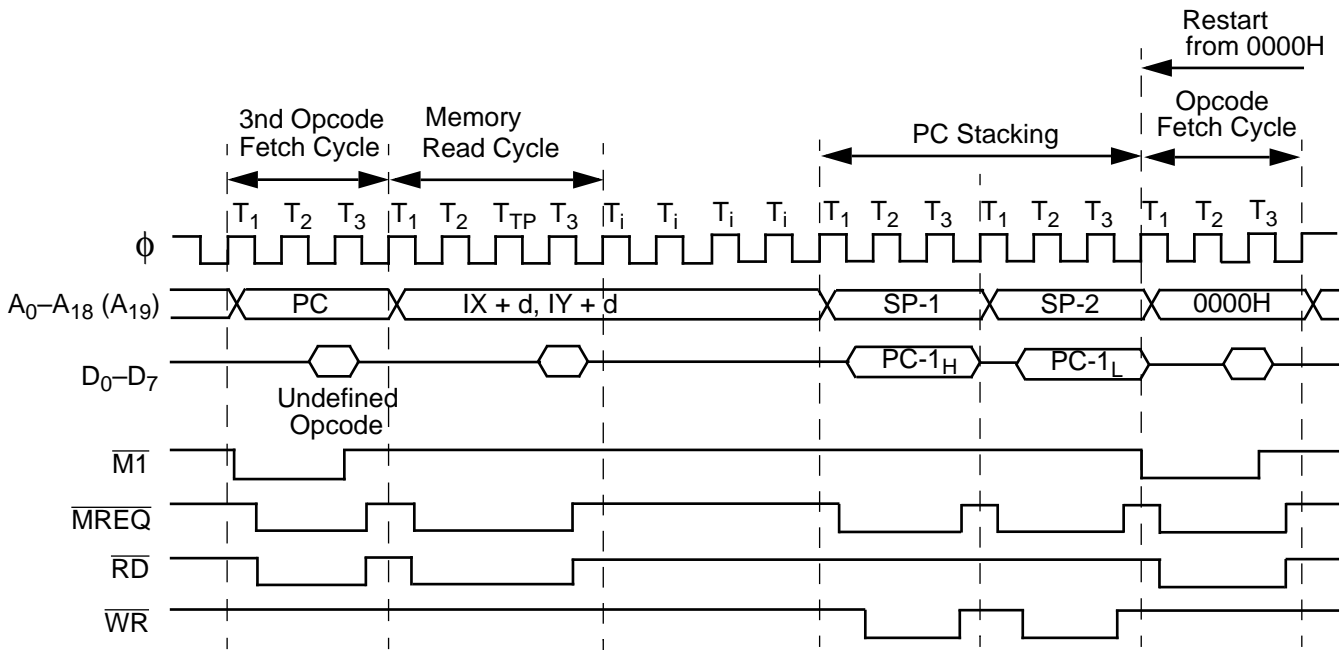 Restart
from 0000H
3nd Opcode
Fetch Cycle
Memory
Read Cycle
PC Stacking
Opcode
Fetch Cycle
T1 T2 T3 T1 T2 TTP T3 Ti Ti Ti Ti T1 T2 T3 T1 T2 T3 T1 T2 T3
ϕ
A0–A18 (A19) PC IX + d, IY + d SP-1 SP-2 0000H
D0–D7 PC-1H PC-1L
Undefined
Opcode
M1
MREQ
RD
WR